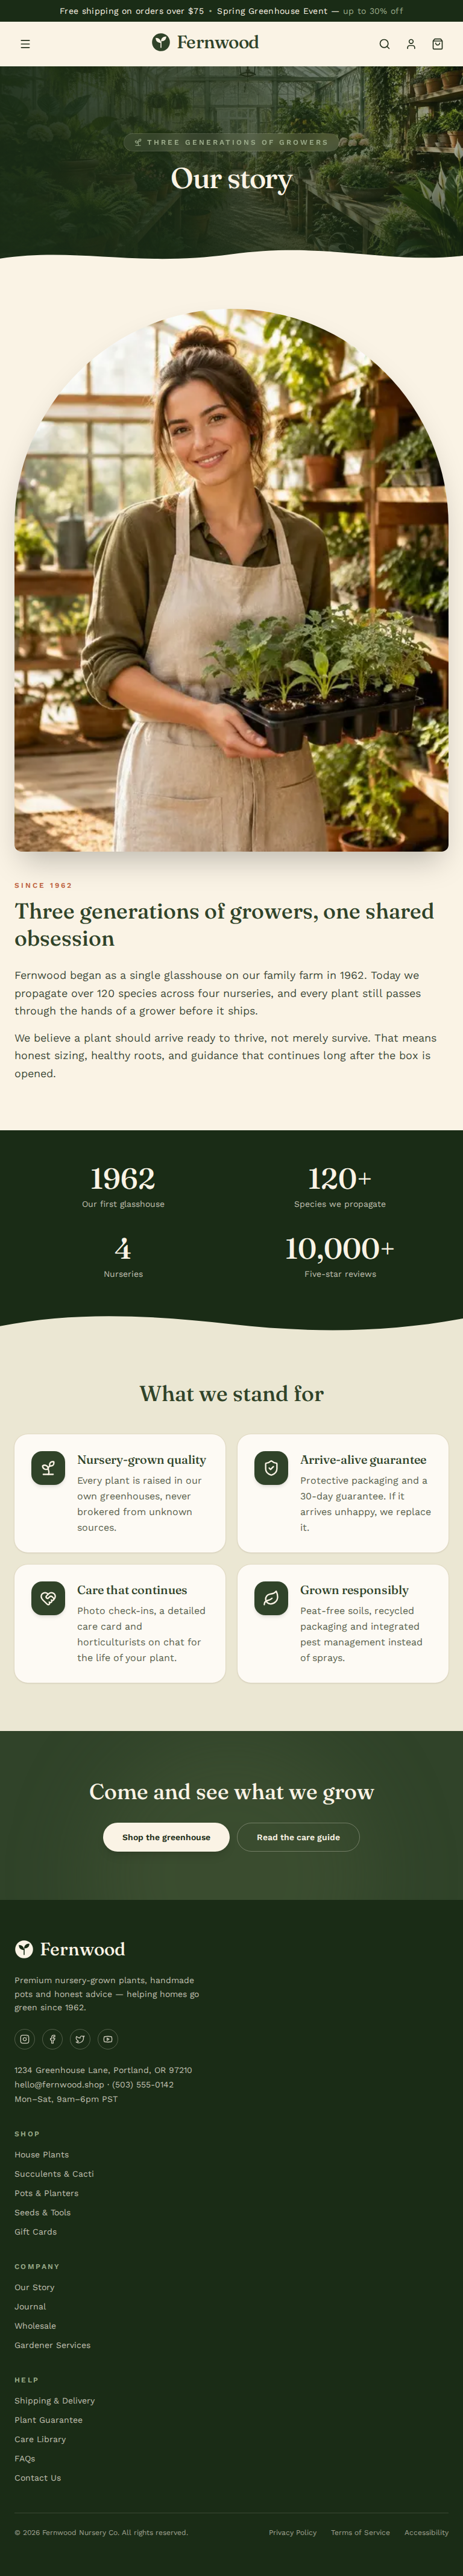 Free shipping on orders over $75 • Spring Greenhouse Event — up to 30% off
Fernwood
THREE GENERATIONS OF GROWERS
Our story
SINCE 1962
Three generations of growers, one shared
obsession
Fernwood began as a single glasshouse on our family farm in 1962. Today we
propagate over 120 species across four nurseries, and every plant still passes
through the hands of a grower before it ships.
We believe a plant should arrive ready to thrive, not merely survive. That means
honest sizing, healthy roots, and guidance that continues long after the box is
opened.
1962
Our first glasshouse
120+
Species we propagate
4
Nurseries
10,000+
Five-star reviews
What we stand for
Nursery-grown quality
Every plant is raised in our
own greenhouses, never
brokered from unknown
sources.
Arrive-alive guarantee
Protective packaging and a
30-day guarantee. If it
arrives unhappy, we replace
it.
Care that continues
Photo check-ins, a detailed
care card and
horticulturists on chat for
the life of your plant.
Grown responsibly
Peat-free soils, recycled
packaging and integrated
pest management instead
of sprays.
Come and see what we grow
Shop the greenhouse
Read the care guide
Fernwood
Premium nursery-grown plants, handmade
pots and honest advice — helping homes go
green since 1962.
1234 Greenhouse Lane, Portland, OR 97210
hello@fernwood.shop · (503) 555-0142
Mon–Sat, 9am–6pm PST
SHOP
House Plants
Succulents & Cacti
Pots & Planters
Seeds & Tools
Gift Cards
COMPANY
Our Story
Journal
Wholesale
Gardener Services
HELP
Shipping & Delivery
Plant Guarantee
Care Library
FAQs
Contact Us
© 2026 Fernwood Nursery Co. All rights reserved.
Privacy Policy
Terms of Service
Accessibility